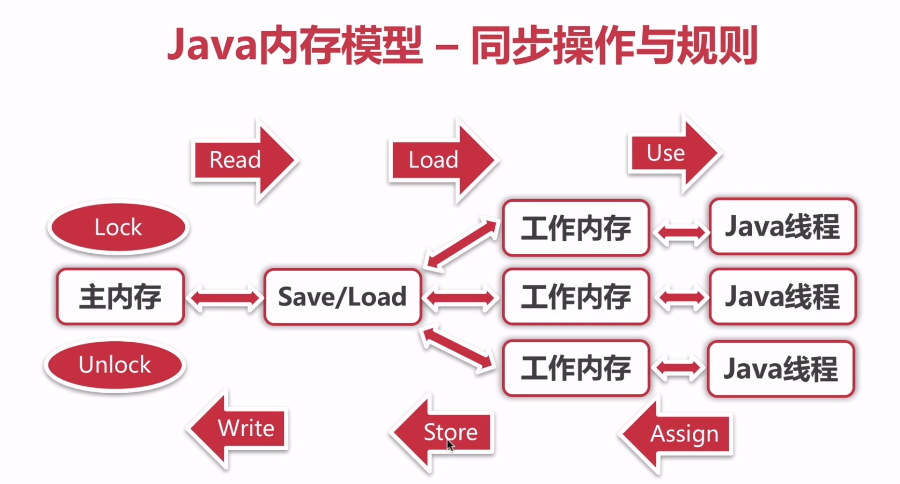 Java内存模型 – 同步操作与规则
Read
Load
Use
Lock
工作内存
Java线程
主内存
Save/Load
工作内存
Java线程
Unlock
工作内存
Java线程
Write
Store
Assign